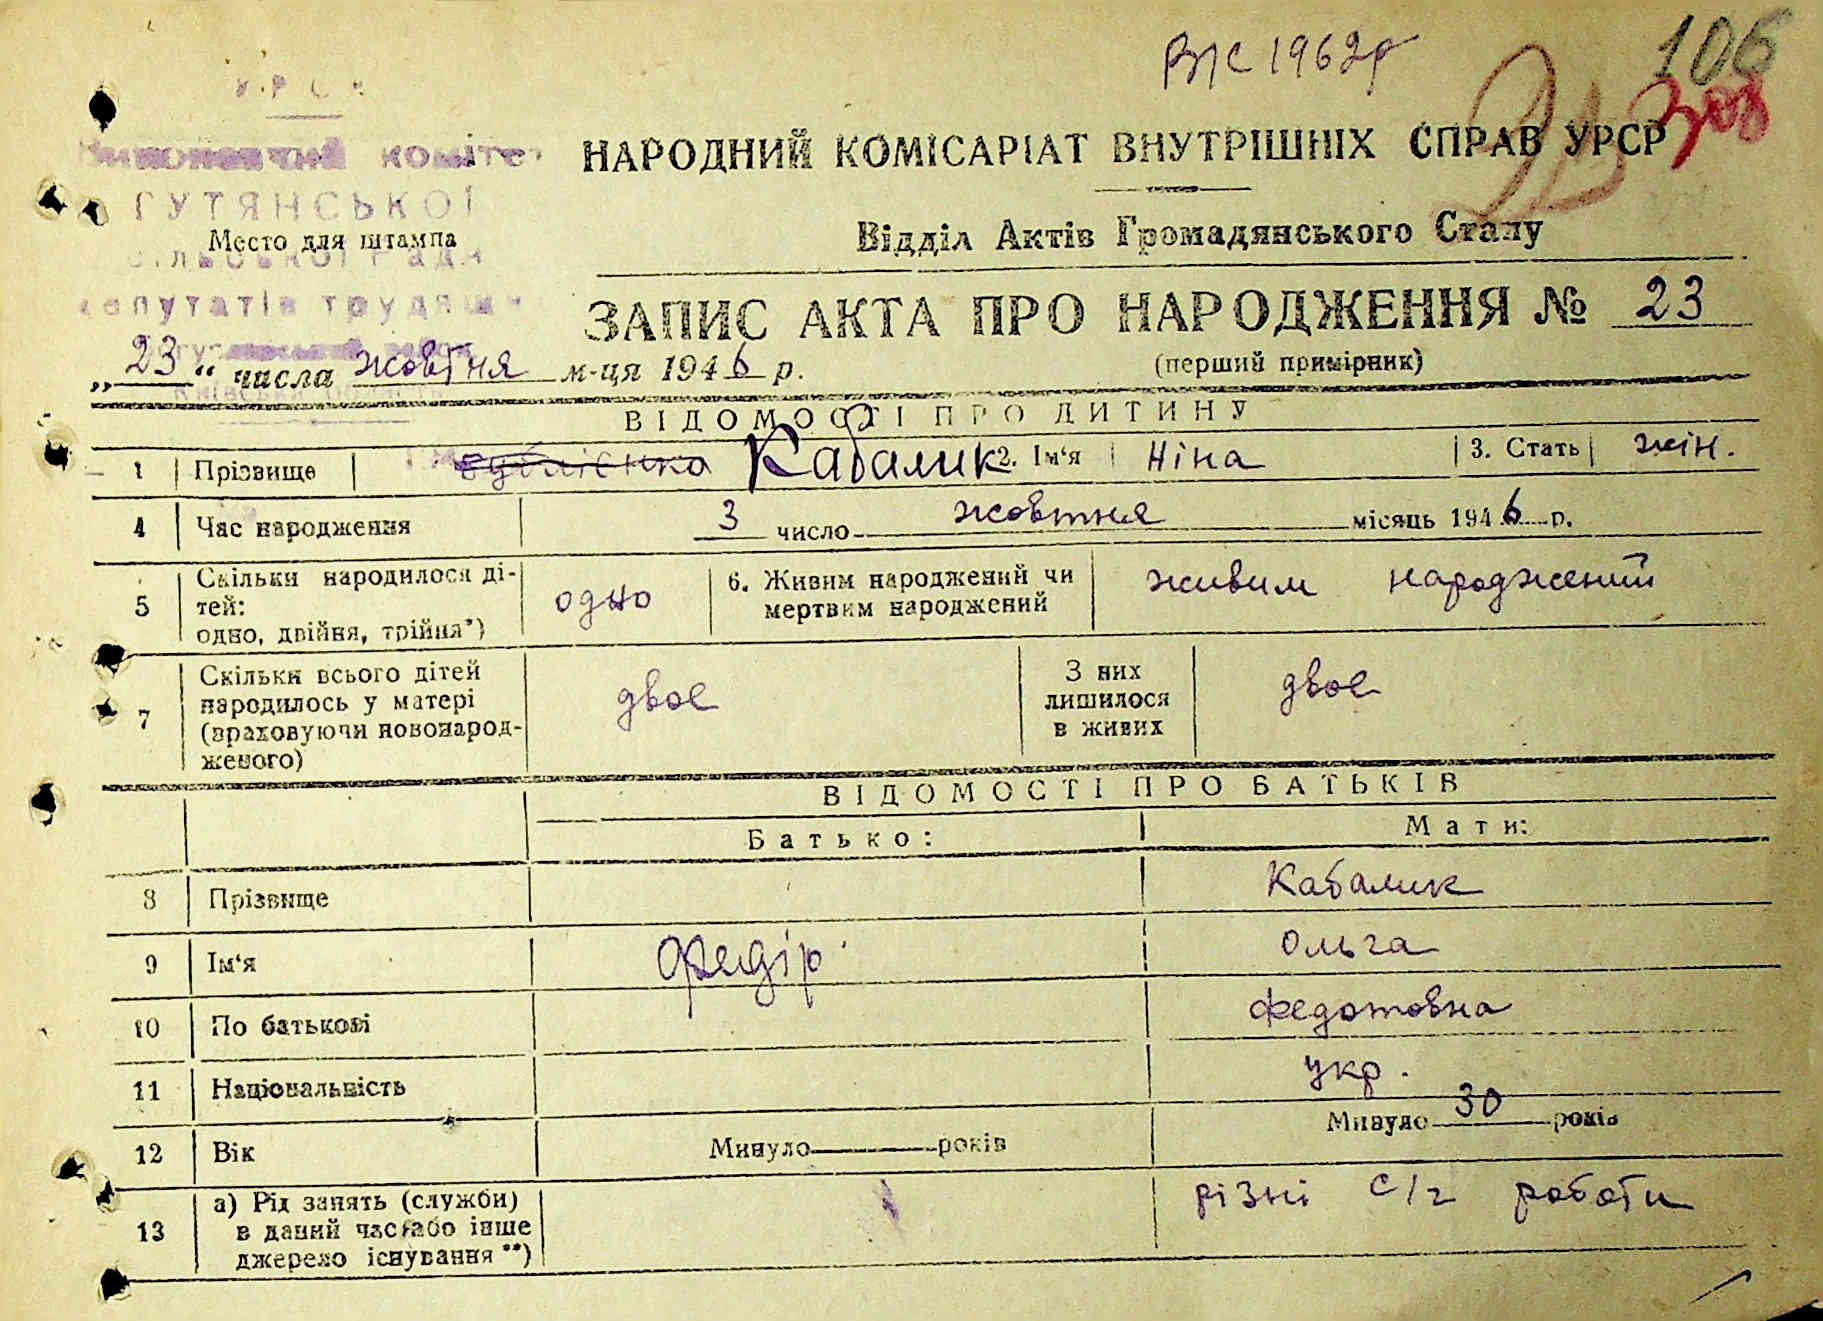 В/С 1962р
106
308
УРСР
Виконавчий комітет
ГУТЯНСЬКОЇ
Место для штампа
сільської Ради
депутатів трудящих
НАРОДНИЙ КОМІСАРІАТ ВНУТРІШНІХ СПРАВ УРСР
Відділ Актів Громадянського Стану
ЗАПИС АКТА ПРО НАРОДЖЕННЯ № 23
(перший примірник)
„23“ числа жовтня м-ця 1946 р.
ВІДОМОСТІ ПРО ДИТИНУ
1 Прізвище Кабалик 2. Ім‘я Ніна 3. Стать жін.
4 Час народження 3 число жовтня місяць 1946 р.
5 Скільки народилося дітей: одно, двійня, трійня*) одно 6. Живим народжений чи мертвим народжений живим народжений
7 Скільки всього дітей народилось у матері (враховуючи новонародженого) двоє З них лишилося в живих двоє
ВІДОМОСТІ ПРО БАТЬКІВ
Батько: Мати:
8 Прізвище Кабалик
9 Ім‘я Федір Ольга
10 По батькові Федотовна
11 Національність укр.
12 Вік Минуло років Минуло 30 років
13 а) Рід занять (служби) в даний час або інше джерело існування **) різні с/г роботи